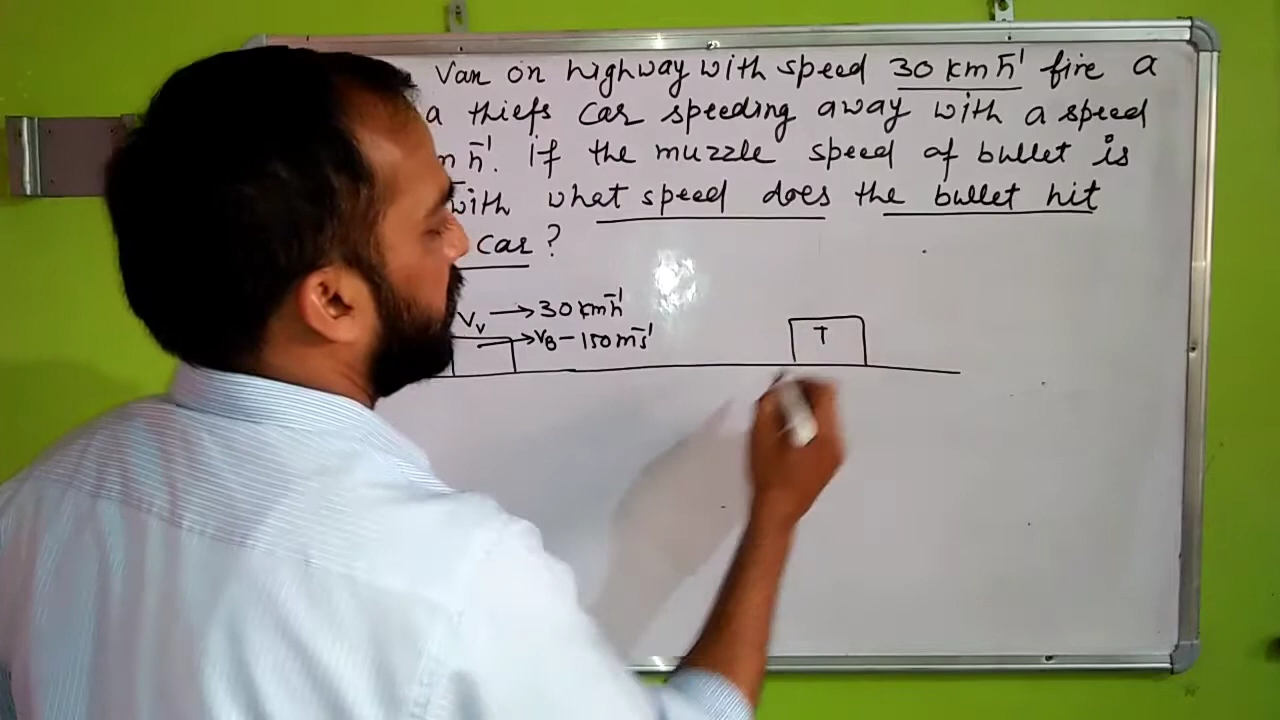 Van on highway with speed 30 km h⁻¹ fire a
a thiefs car speeding away with a speed
h⁻¹. if the muzzle speed of bullet is
with what speed does the bullet hit
car?
Vv → 30 km h⁻¹
→ VB - 150 m s⁻¹
T